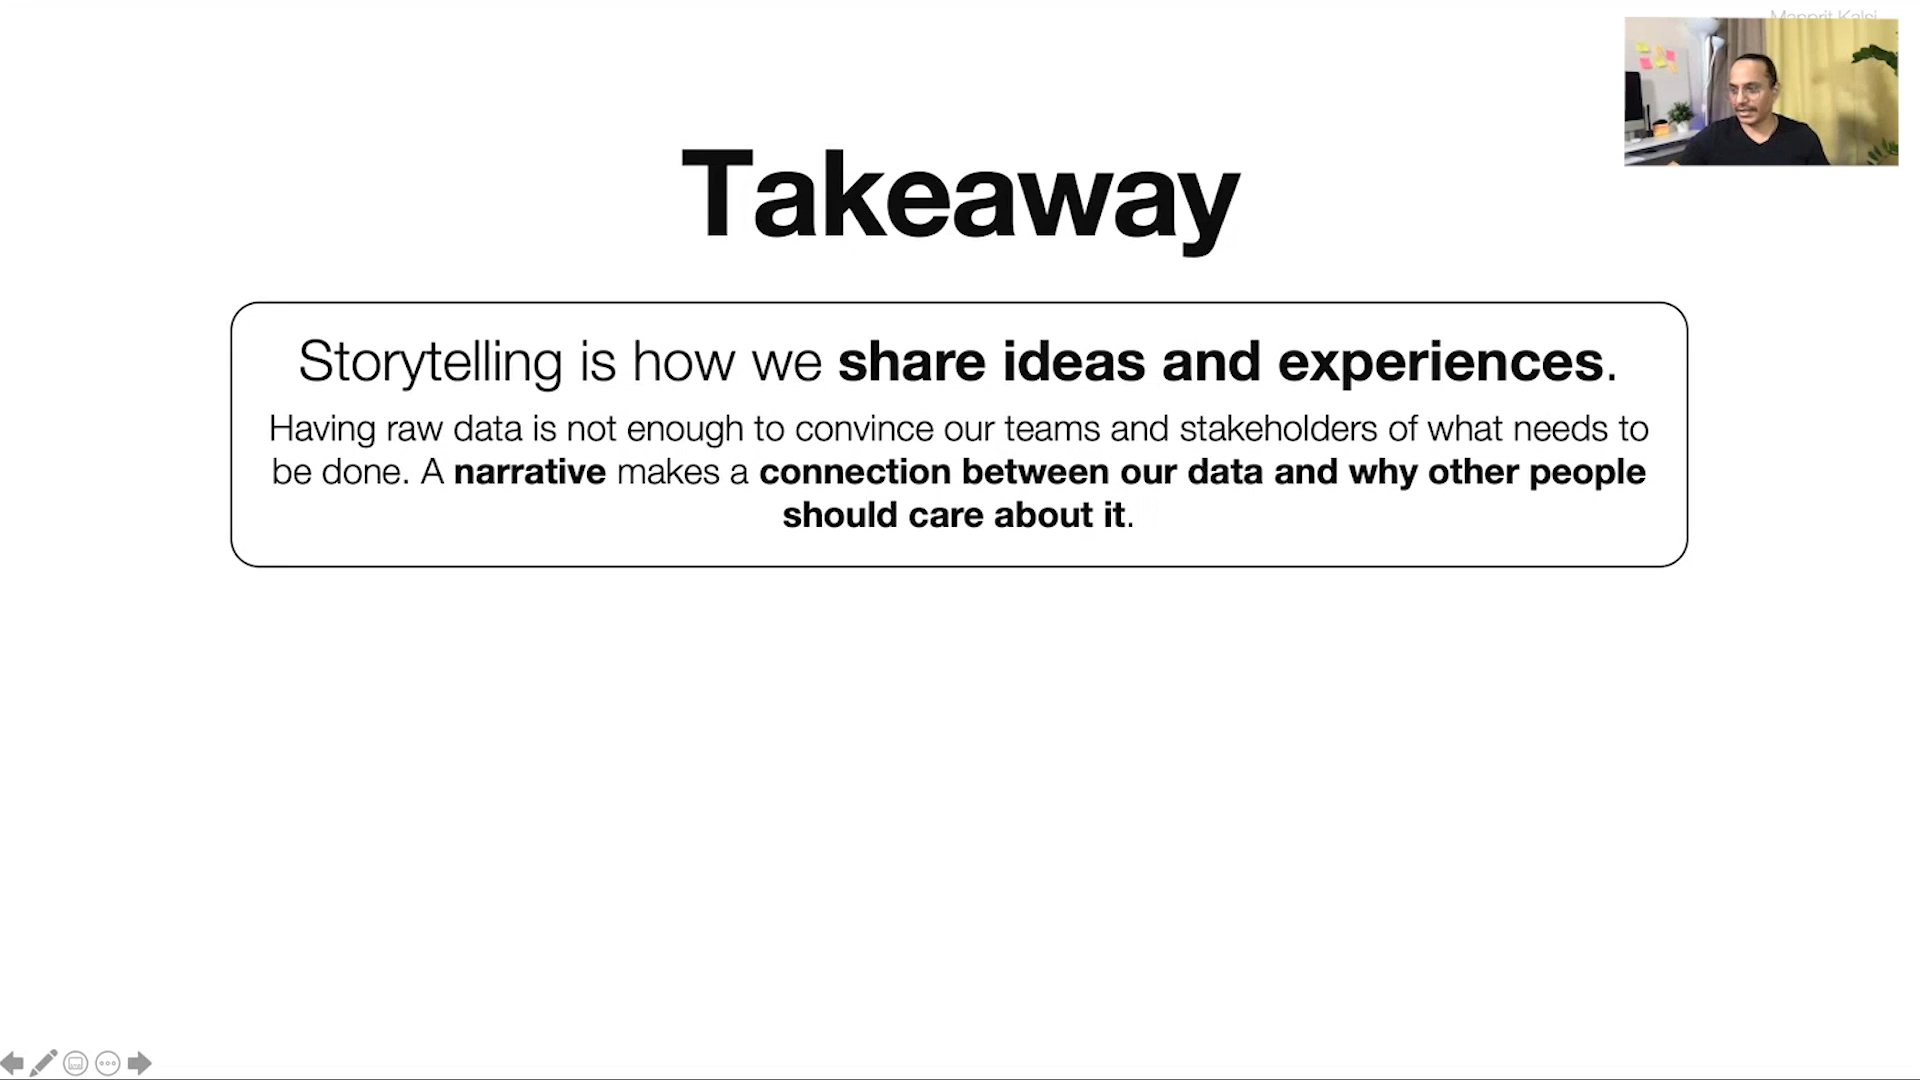 Manprit Kalsi
Takeaway
Storytelling is how we share ideas and experiences.
Having raw data is not enough to convince our teams and stakeholders of what needs to
be done. A narrative makes a connection between our data and why other people
should care about it.